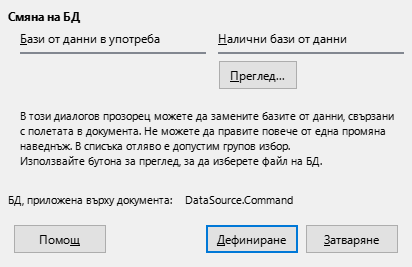 Смяна на БД
Бази от данни в употреба
Налични бази от данни
Преглед...
В този диалогов прозорец можете да замените базите от данни, свързани
с полетата в документа. Не можете да правите повече от една промяна
наведнъж. В списъка отляво е допустим групов избор.
Използвайте бутона за преглед, за да изберете файл на БД.
БД, приложена върху документа: DataSource.Command
Помощ
Дефиниране
Затваряне